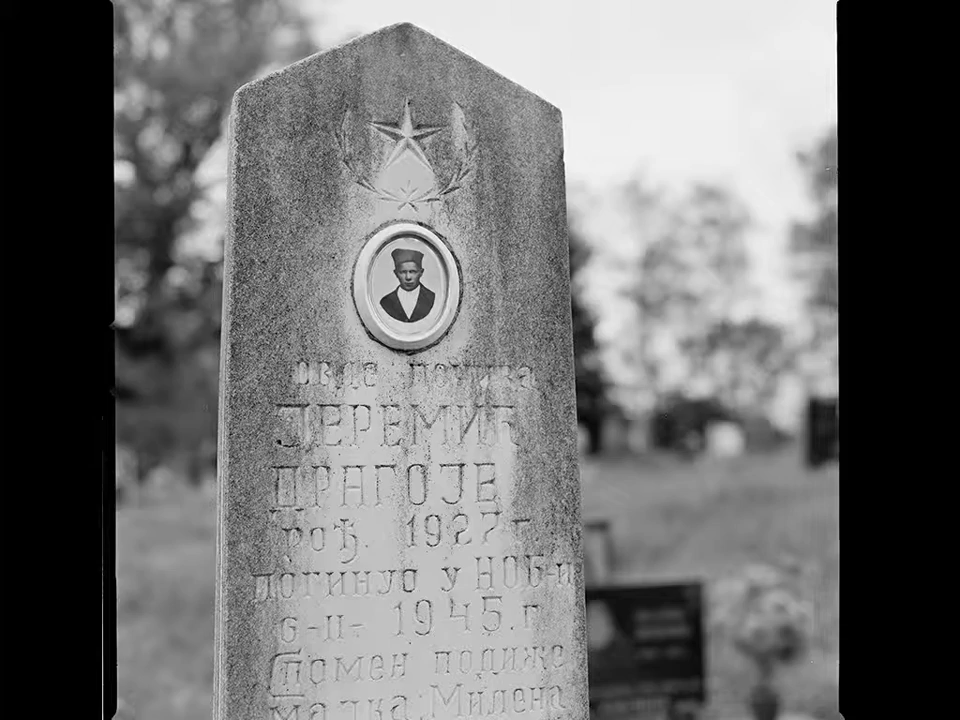 овде почива
ЈЕРЕМИЋ
ДРАГОЈЕ
рођ. 1927 г.
погинуо у НОБ-и
6-II- 1945. г
Спомен подиже
мајка Милена